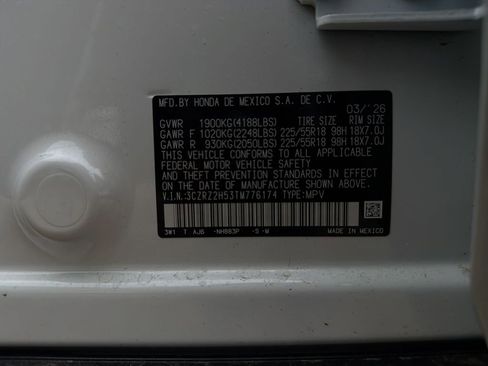 MFD.BY HONDA DE MEXICO S.A. DE C.V.
03/'26
GVWR 1900KG(4188LBS) TIRE SIZE RIM SIZE
GAWR F 1020KG(2248LBS) 225/55R18 98H 18X7.0J
GAWR R 930KG(2050LBS) 225/55R18 98H 18X7.0J
THIS VEHICLE CONFORMS TO ALL APPLICABLE
FEDERAL MOTOR VEHICLE SAFETY, BUMPER,
AND THEFT PREVENTION STANDARDS IN EFFECT
ON THE DATE OF MANUFACTURE SHOWN ABOVE.
V.I.N.:3CZRZ2H53TM776174 TYPE:MPV
3W1 T AJ6 -NH883P -S -M MADE IN MEXICO